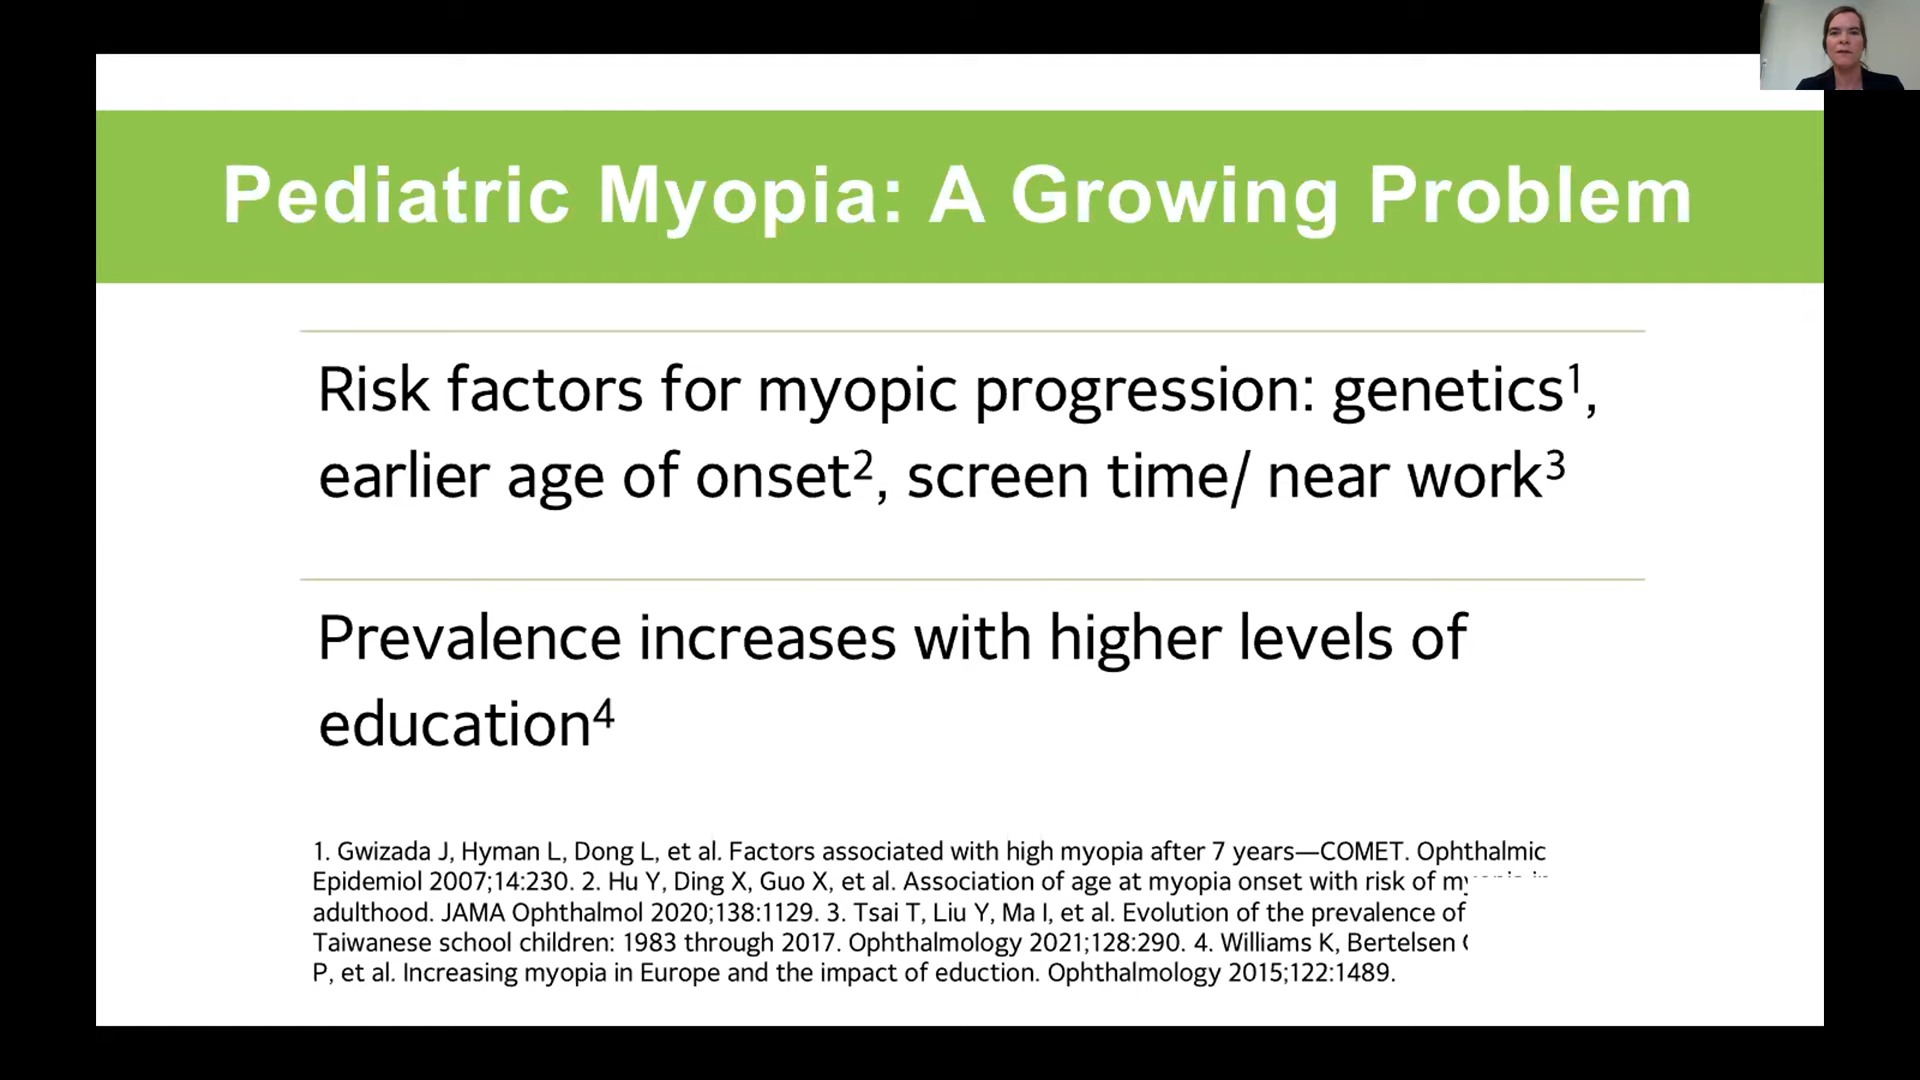 Pediatric Myopia: A Growing Problem
Risk factors for myopic progression: genetics¹,
earlier age of onset², screen time/ near work³
Prevalence increases with higher levels of
education⁴
1. Gwizada J, Hyman L, Dong L, et al. Factors associated with high myopia after 7 years—COMET. Ophthalmic
Epidemiol 2007;14:230. 2. Hu Y, Ding X, Guo X, et al. Association of age at myopia onset with risk of
adulthood. JAMA Ophthalmol 2020;138:1129. 3. Tsai T, Liu Y, Ma I, et al. Evolution of the prevalence of
Taiwanese school children: 1983 through 2017. Ophthalmology 2021;128:290. 4. Williams K, Bertelsen
P, et al. Increasing myopia in Europe and the impact of eduction. Ophthalmology 2015;122:1489.